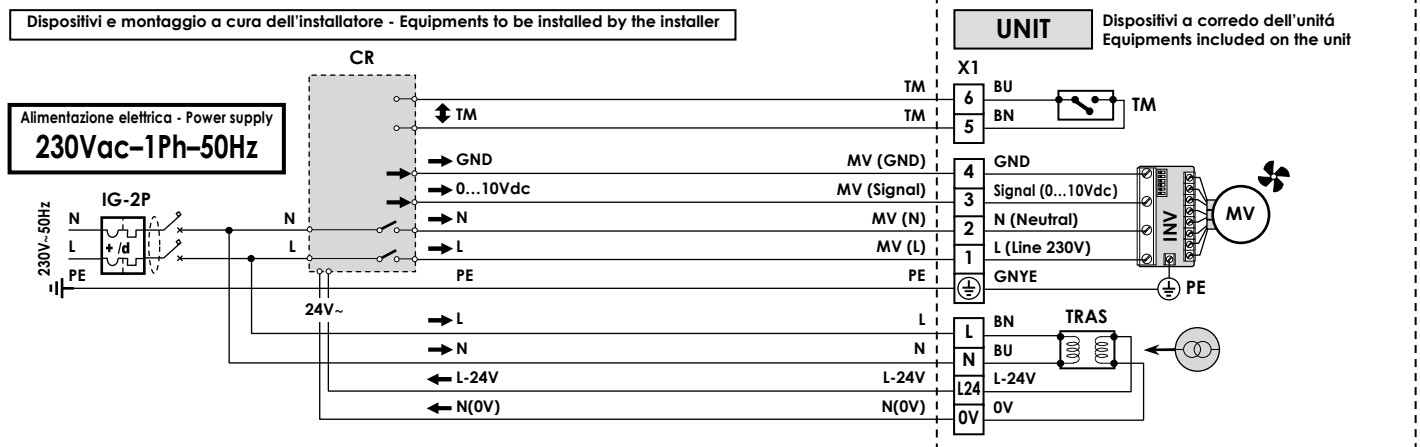 Dispositivi e montaggio a cura dell'installatore - Equipments to be installed by the installer
UNIT
Dispositivi a corredo dell'unitá
Equipments included on the unit
CR
X1
Alimentazione elettrica - Power supply
230Vac–1Ph–50Hz
TM
TM
TM
6
5
BU
BN
TM
GND
0...10Vdc
N
L
MV (GND)
MV (Signal)
MV (N)
MV (L)
PE
4
3
2
1
GND
Signal (0...10Vdc)
N (Neutral)
L (Line 230V)
GNYE
INV
MV
PE
230V~50Hz
IG-2P
N
L
PE
+ /d
N
L
PE
24V~
L
N
L-24V
N(0V)
L
N
L-24V
N(0V)
L
N
L24
0V
BN
BU
L-24V
0V
TRAS